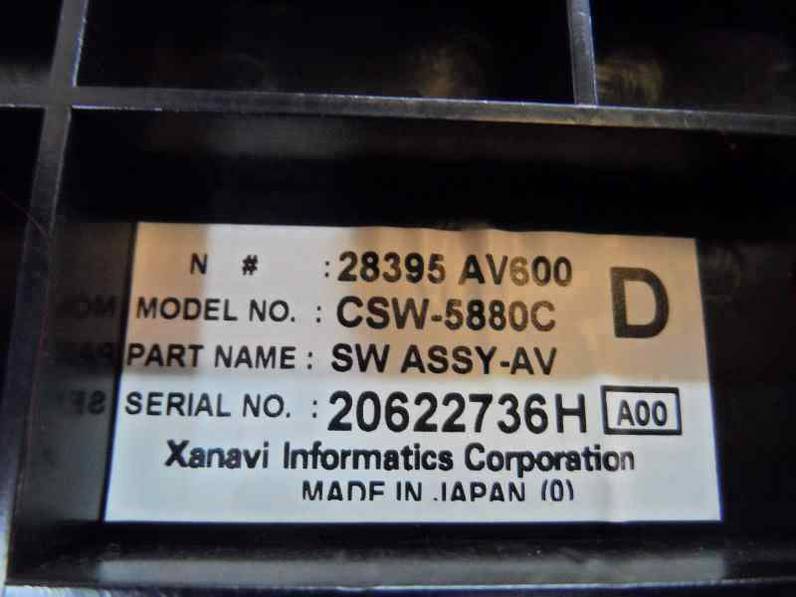 N # : 28395 AV600 D
MODEL NO. : CSW-5880C
PART NAME : SW ASSY-AV
SERIAL NO. : 20622736H A00
Xanavi Informatics Corporation
MADE IN JAPAN (0)